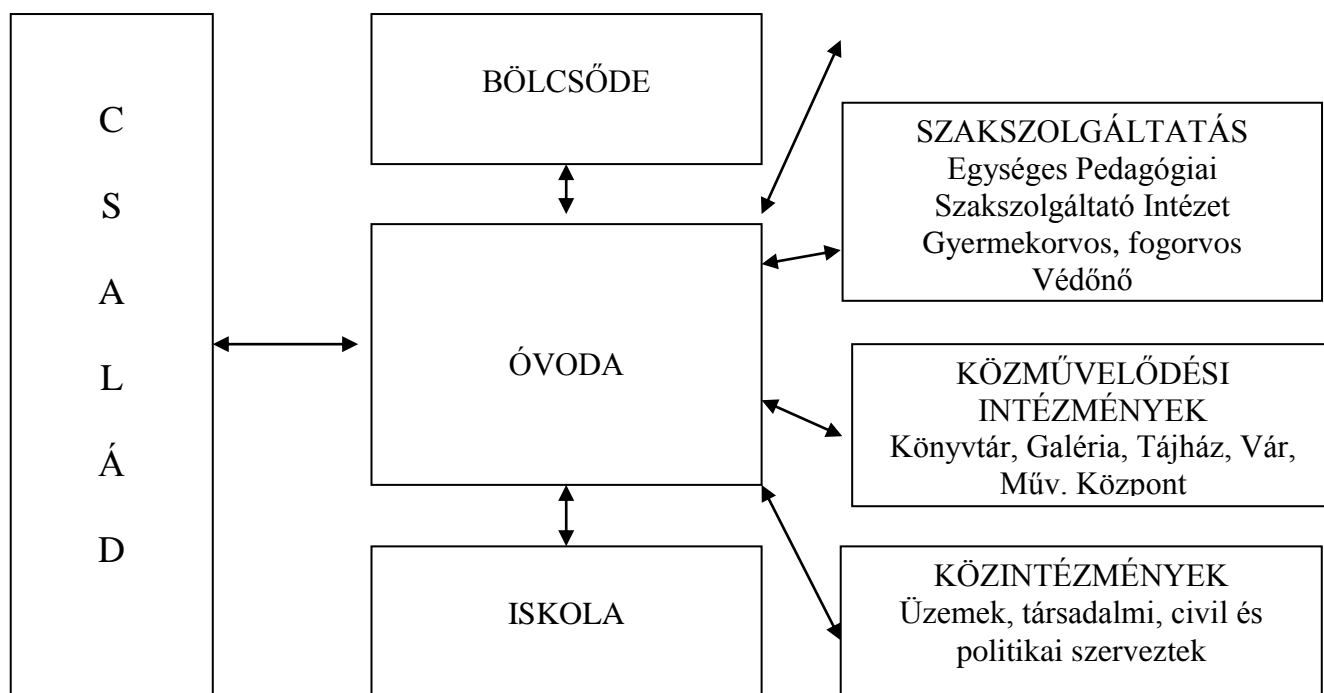 C
S
A
L
Á
D
BÖLCSŐDE
ÓVODA
ISKOLA
SZAKSZOLGÁLTATÁS
Egységes Pedagógiai
Szakszolgáltató Intézet
Gyermekorvos, fogorvos
Védőnő
KÖZMŰVELŐDÉSI
INTÉZMÉNYEK
Könyvtár, Galéria, Tájház, Vár,
Műv. Központ
KÖZINTÉZMÉNYEK
Üzemek, társadalmi, civil és
politikai szerveztek